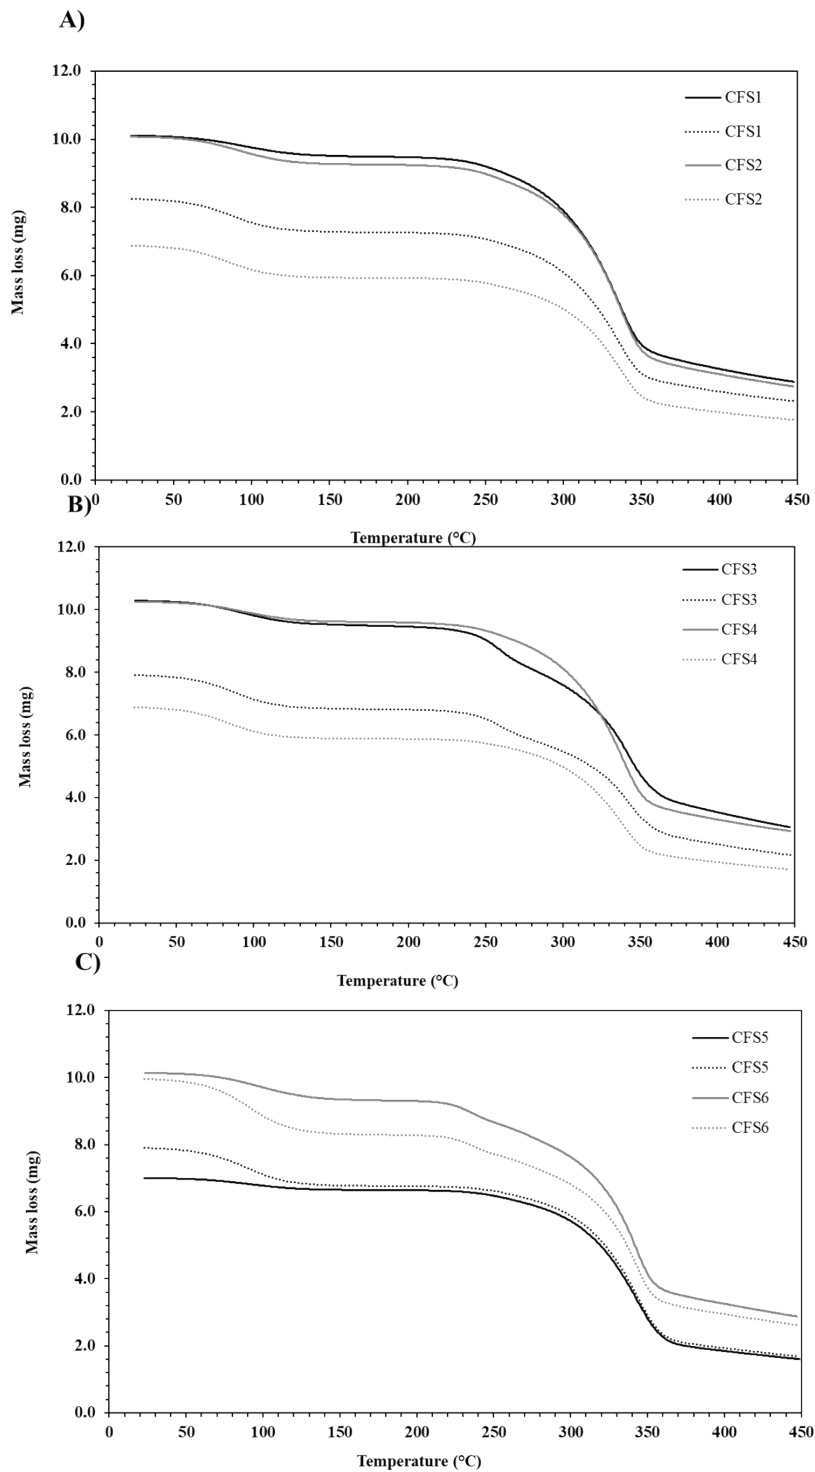 A)
12.0
10.0
8.0
6.0
4.0
2.0
0.0
Mass loss (mg)
CFS1
CFS1
CFS2
CFS2
0 50 100 150 200 250 300 350 400 450
Temperature (°C)
B)
12.0
10.0
8.0
6.0
4.0
2.0
0.0
Mass loss (mg)
CFS3
CFS3
CFS4
CFS4
0 50 100 150 200 250 300 350 400 450
Temperature (°C)
C)
12.0
10.0
8.0
6.0
4.0
2.0
0.0
Mass loss (mg)
CFS5
CFS5
CFS6
CFS6
0 50 100 150 200 250 300 350 400 450
Temperature (°C)